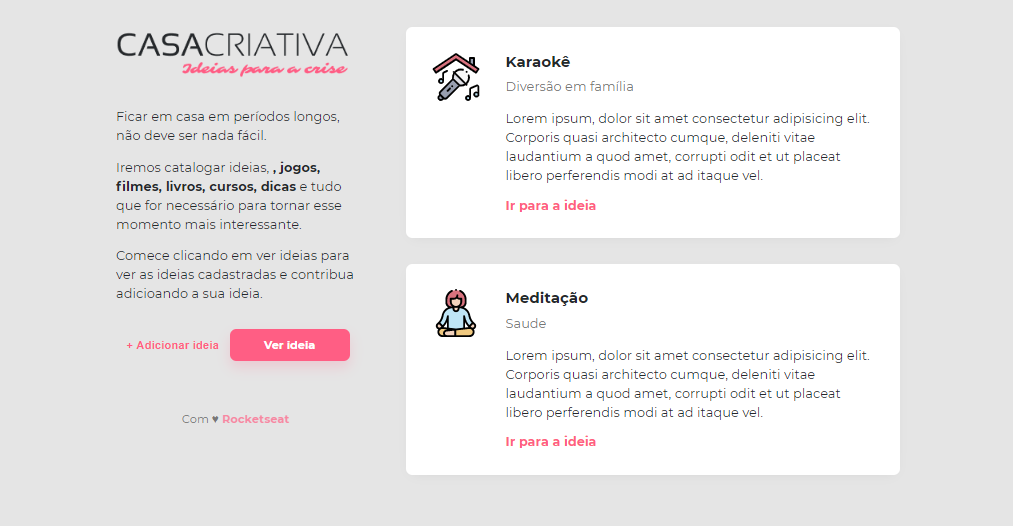 CASACRIATIVA
Ideias para a crise
Ficar em casa em períodos longos,
não deve ser nada fácil.
Iremos catalogar ideias, , jogos,
filmes, livros, cursos, dicas e tudo
que for necessário para tornar esse
momento mais interessante.
Comece clicando em ver ideias para
ver as ideias cadastradas e contribua
adicioando a sua ideia.
+ Adicionar ideia
Ver ideia
Com ♥ Rocketseat
Karaokê
Diversão em família
Lorem ipsum, dolor sit amet consectetur adipisicing elit.
Corporis quasi architecto cumque, deleniti vitae
laudantium a quod amet, corrupti odit et ut placeat
libero perferendis modi at ad itaque vel.
Ir para a ideia
Meditação
Saude
Lorem ipsum, dolor sit amet consectetur adipisicing elit.
Corporis quasi architecto cumque, deleniti vitae
laudantium a quod amet, corrupti odit et ut placeat
libero perferendis modi at ad itaque vel.
Ir para a ideia